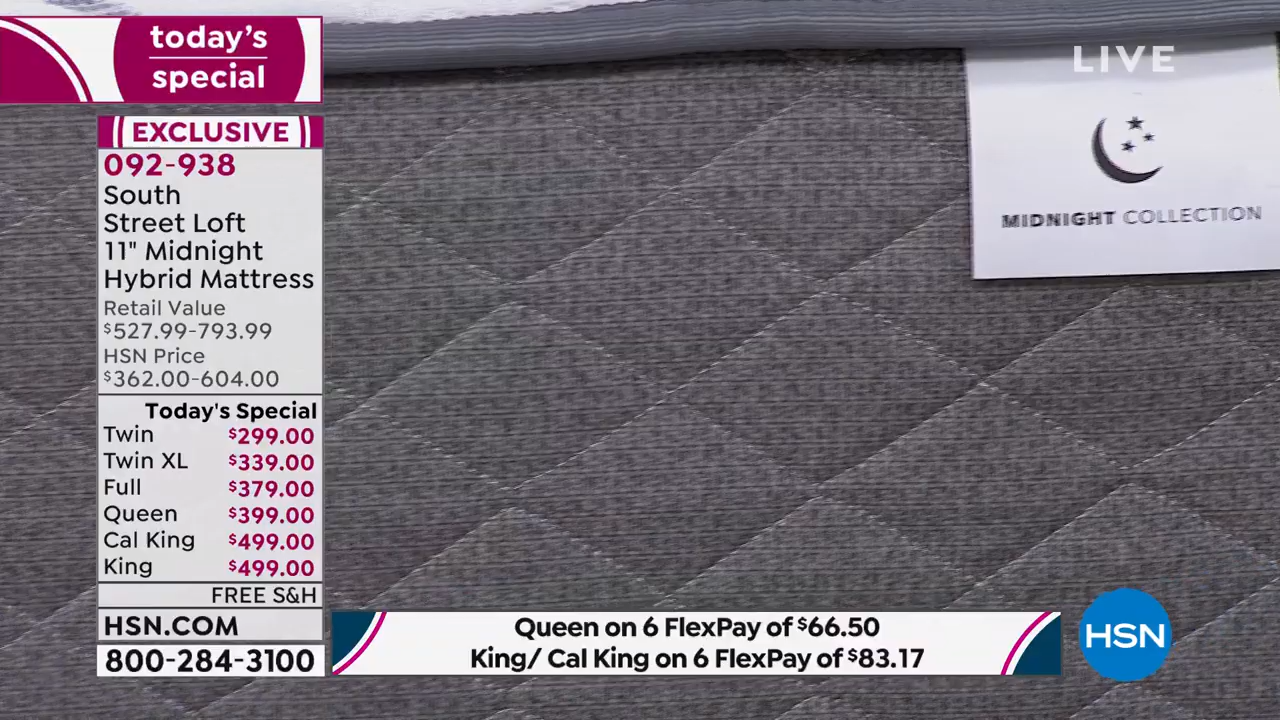 today's
special
LIVE
EXCLUSIVE
092-938
South
Street Loft
11" Midnight
Hybrid Mattress
Retail Value
$527.99-793.99
HSN Price
$362.00-604.00
Today's Special
Twin $299.00
Twin XL $339.00
Full $379.00
Queen $399.00
Cal King $499.00
King $499.00
FREE S&H
HSN.COM
800-284-3100
MIDNIGHT COLLECTION
Queen on 6 FlexPay of $66.50
King/ Cal King on 6 FlexPay of $83.17
HSN